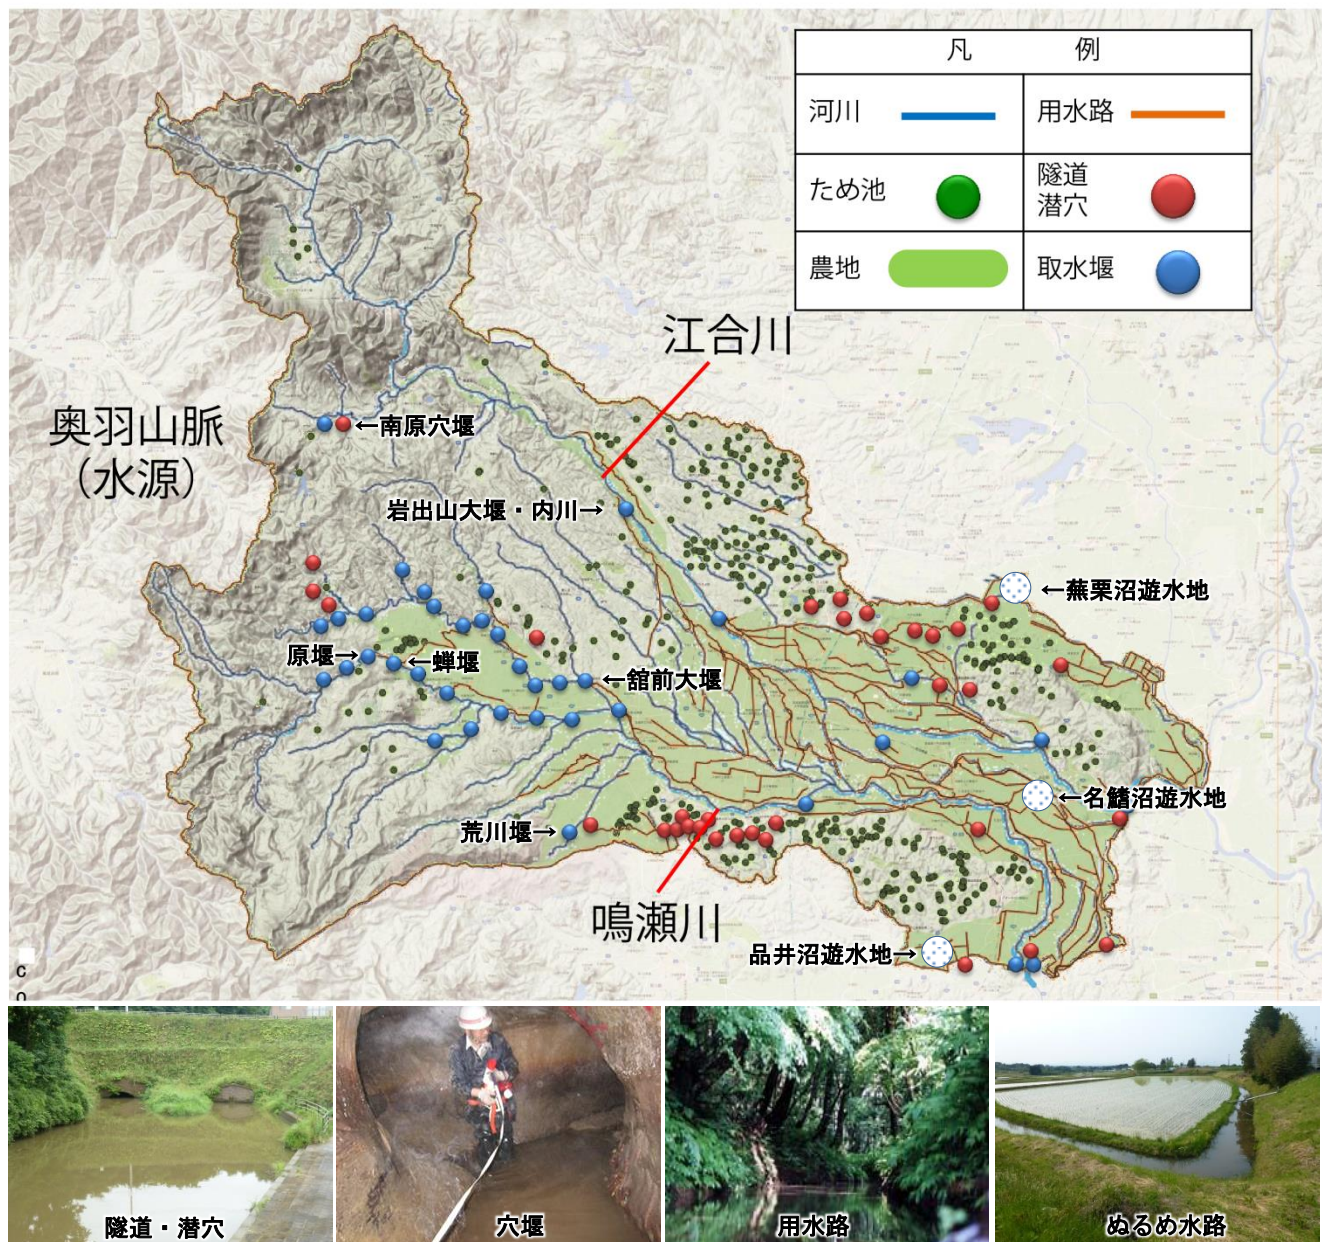 凡 例
河川
用水路
ため池
隧道
潜穴
農地
取水堰
江合川
奥羽山脈
（水源）
←南原穴堰
岩出山大堰・内川→
←蕪栗沼遊水地
原堰→
←蝉堰
←舘前大堰
←名鰭沼遊水地
荒川堰→
鳴瀬川
品井沼遊水地→
c
隧道・潜穴
穴堰
用水路
ぬるめ水路